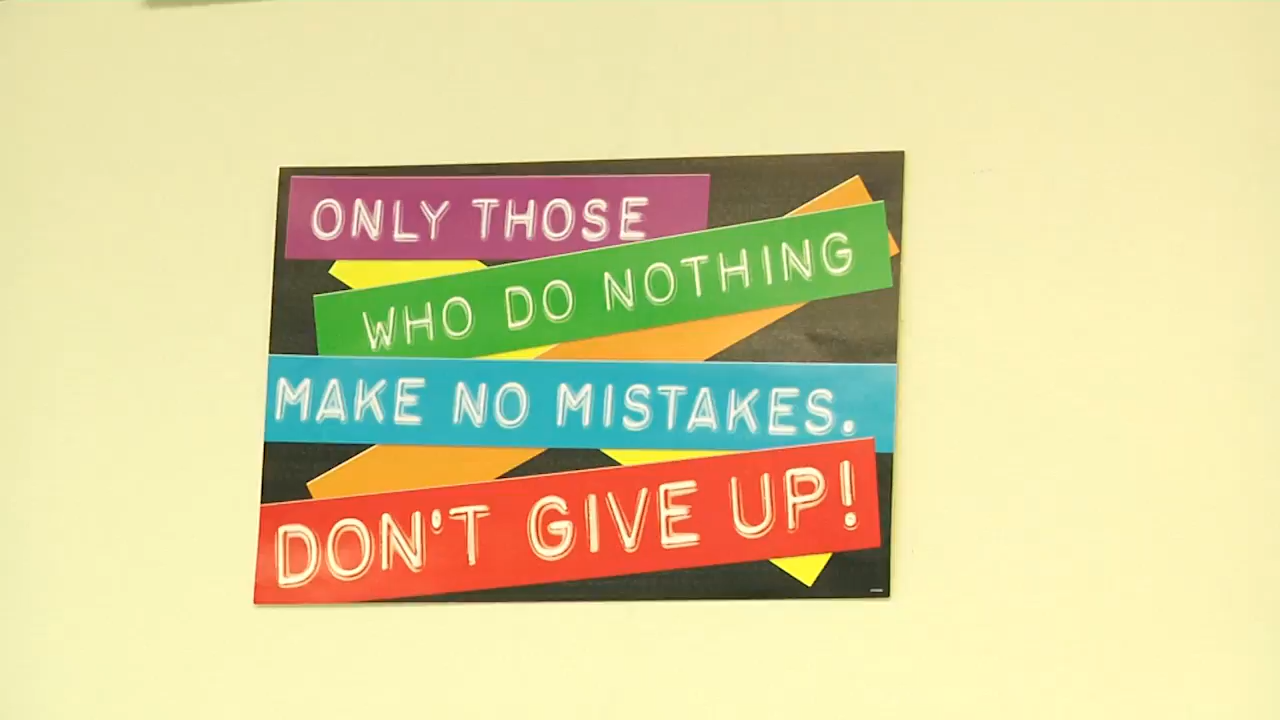 ONLY THOSE
WHO DO NOTHING
MAKE NO MISTAKES.
DON'T GIVE UP!